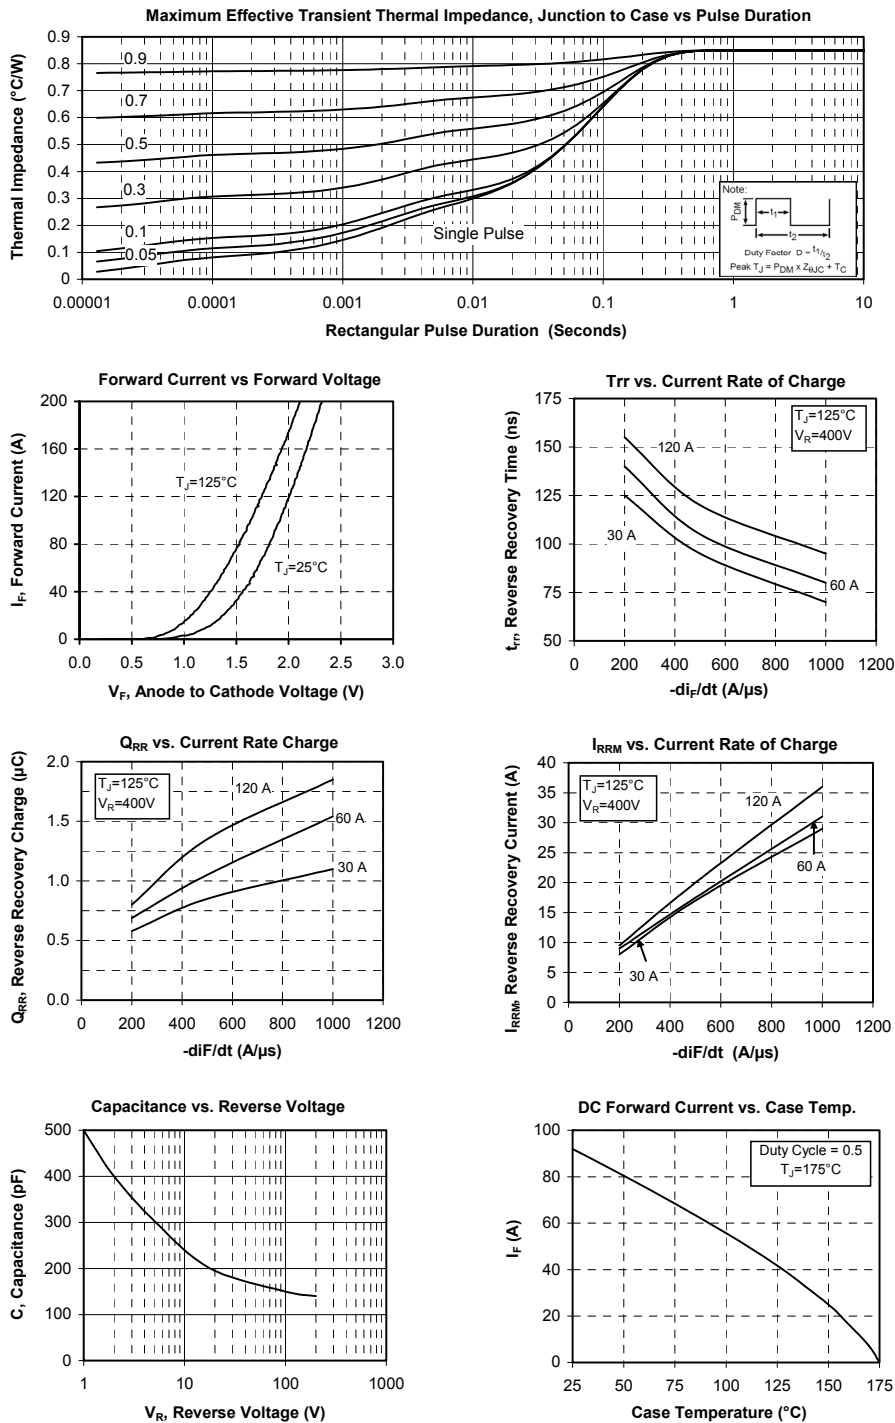 Maximum Effective Transient Thermal Impedance, Junction to Case vs Pulse Duration
Thermal Impedance (°C/W)
0.9
0.8
0.7
0.6
0.5
0.4
0.3
0.2
0.1
0
0.9
0.7
0.5
0.3
0.1
0.05
Single Pulse
Note:
PDM
t1
t2
Duty Factor D = t1/t2
Peak TJ = PDM x ZθJC + TC
0.00001 0.0001 0.001 0.01 0.1 1 10
Rectangular Pulse Duration (Seconds)
Forward Current vs Forward Voltage
IF, Forward Current (A)
200
160
120
80
40
0
TJ=125°C
TJ=25°C
0.0 0.5 1.0 1.5 2.0 2.5 3.0
VF, Anode to Cathode Voltage (V)
Trr vs. Current Rate of Charge
trr, Reverse Recovery Time (ns)
175
150
125
100
75
50
TJ=125°C
VR=400V
120 A
30 A
60 A
0 200 400 600 800 1000 1200
-diF/dt (A/µs)
QRR vs. Current Rate Charge
QRR, Reverse Recovery Charge (µC)
2.0
1.5
1.0
0.5
0.0
TJ=125°C
VR=400V
120 A
60 A
30 A
0 200 400 600 800 1000 1200
-diF/dt (A/µs)
IRRM vs. Current Rate of Charge
IRRM, Reverse Recovery Current (A)
40
35
30
25
20
15
10
5
0
TJ=125°C
VR=400V
120 A
60 A
30 A
0 200 400 600 800 1000 1200
-diF/dt (A/µs)
Capacitance vs. Reverse Voltage
C, Capacitance (pF)
500
400
300
200
100
0
1 10 100 1000
VR, Reverse Voltage (V)
DC Forward Current vs. Case Temp.
IF (A)
100
80
60
40
20
0
Duty Cycle = 0.5
TJ=175°C
25 50 75 100 125 150 175
Case Temperature (°C)